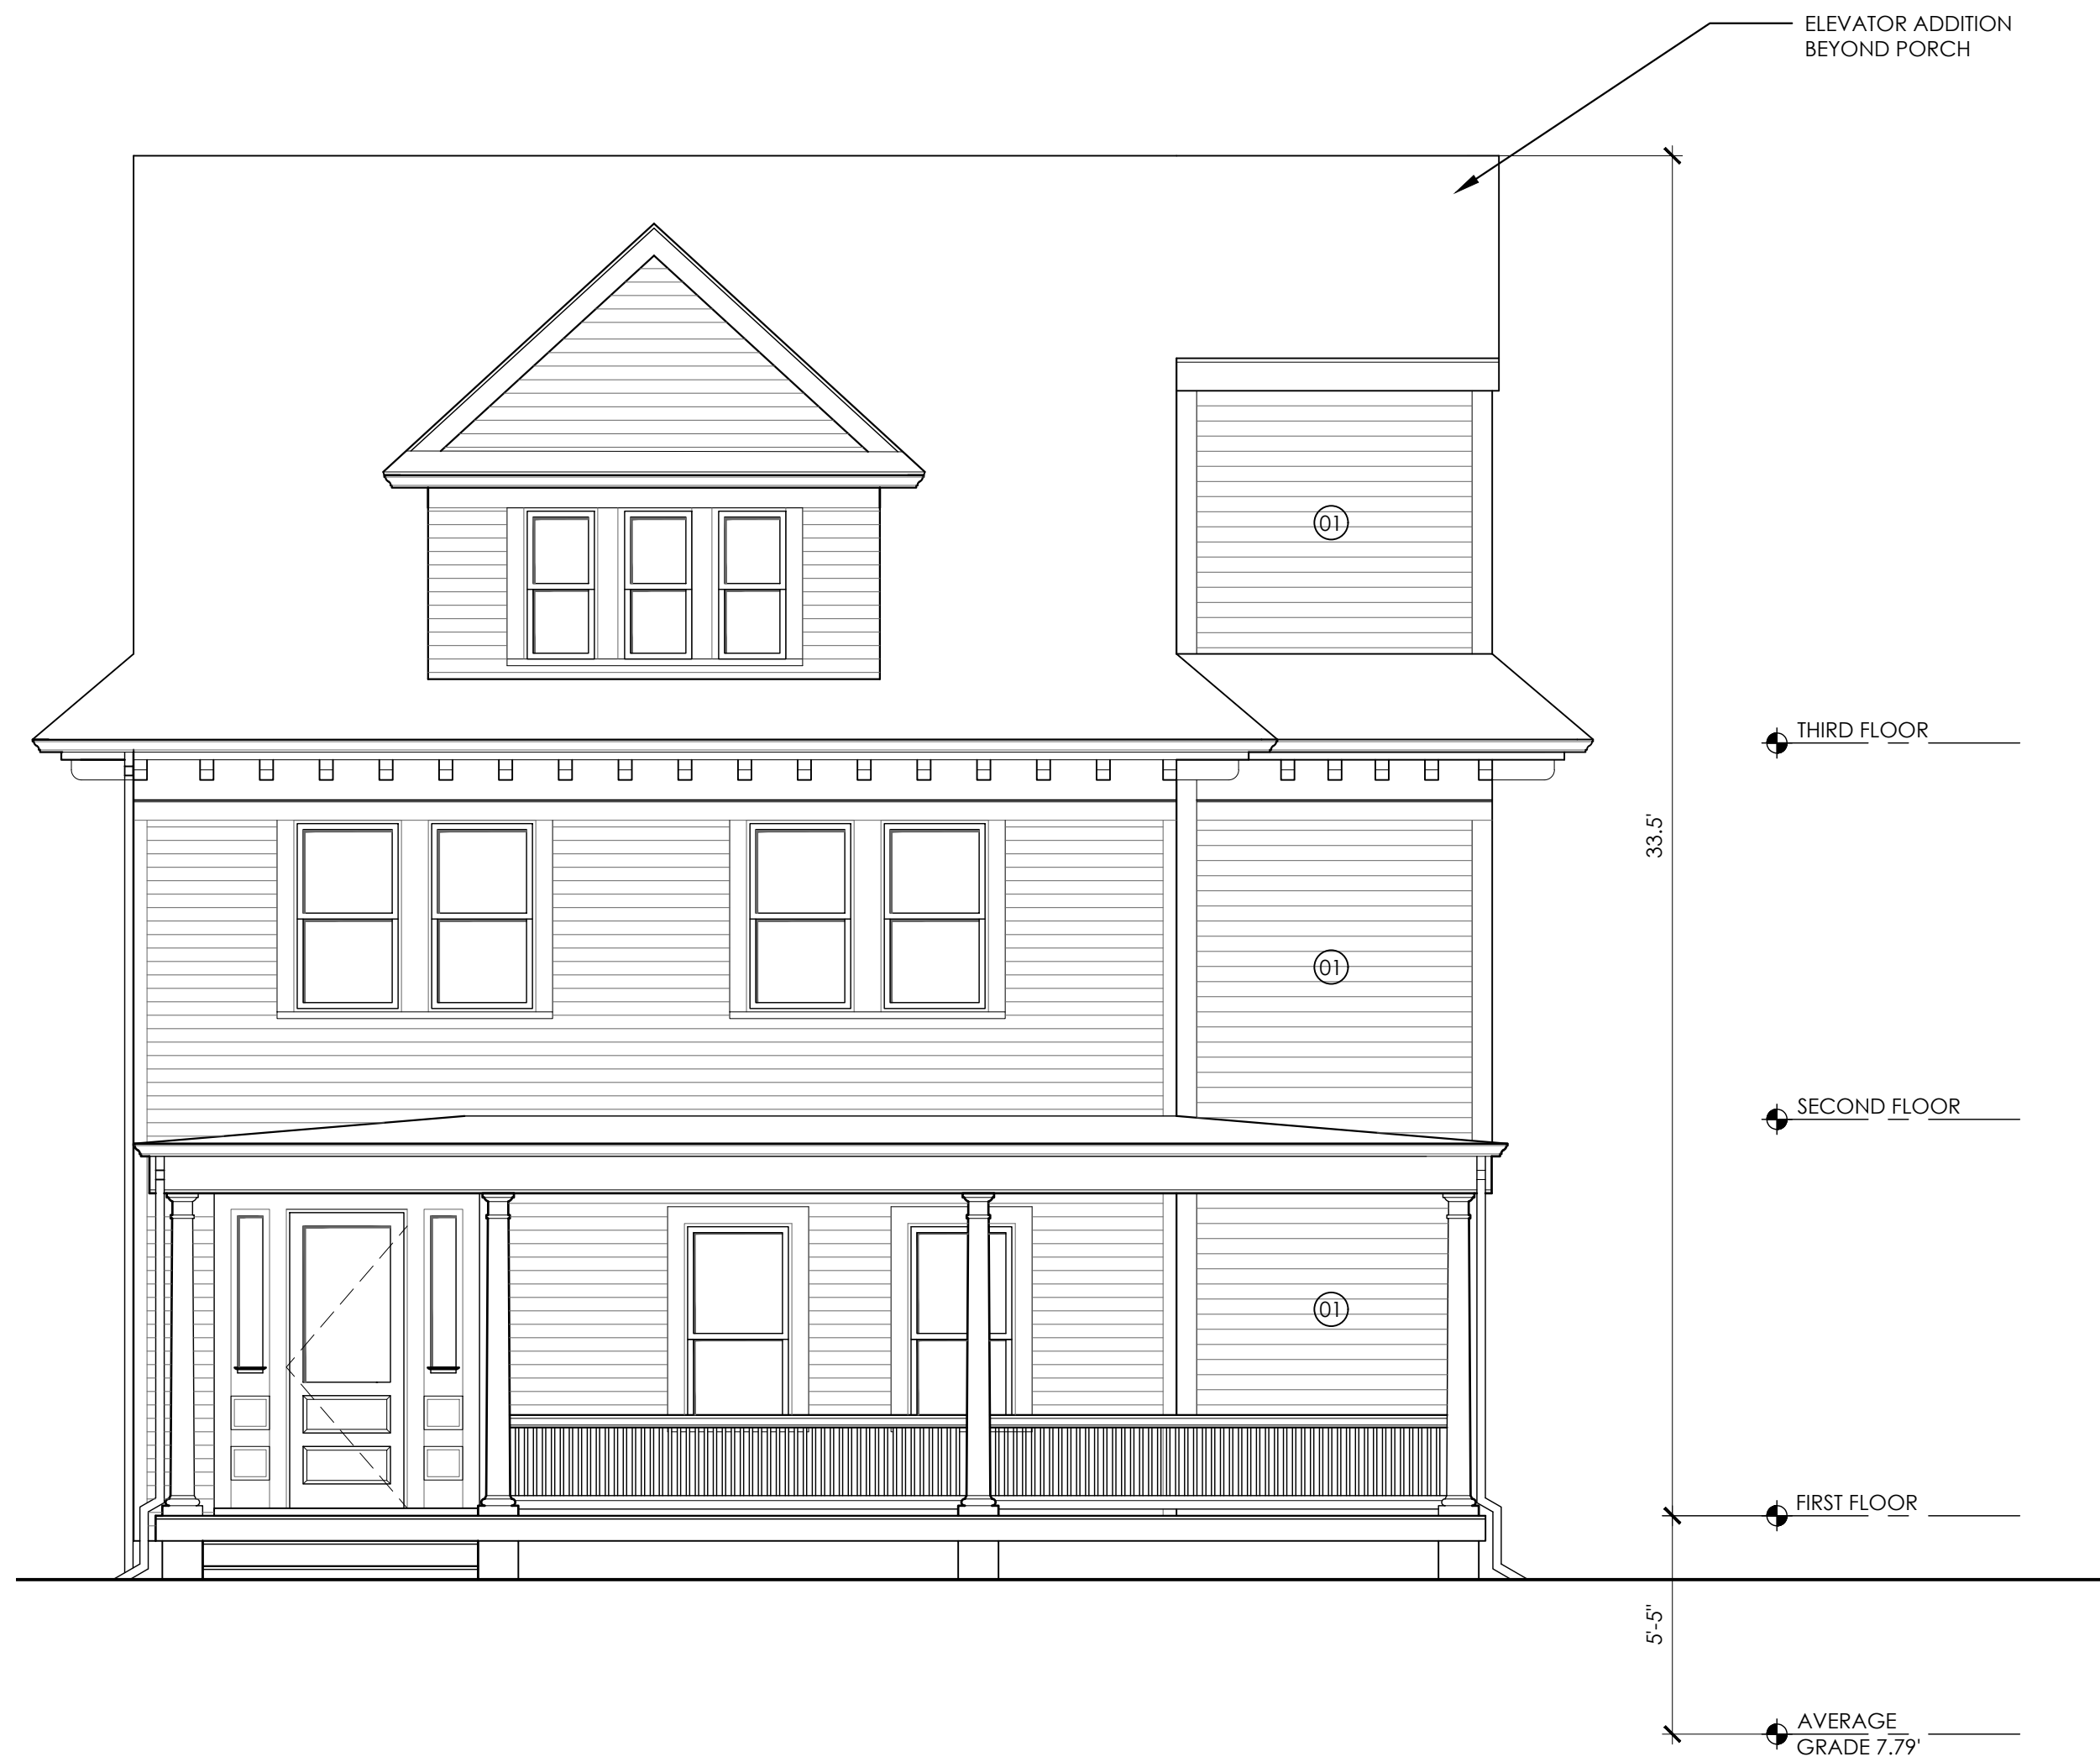 ELEVATOR ADDITION
BEYOND PORCH
01
THIRD FLOOR
33.5'
01
SECOND FLOOR
01
FIRST FLOOR
5'-5"
AVERAGE
GRADE 7.79'